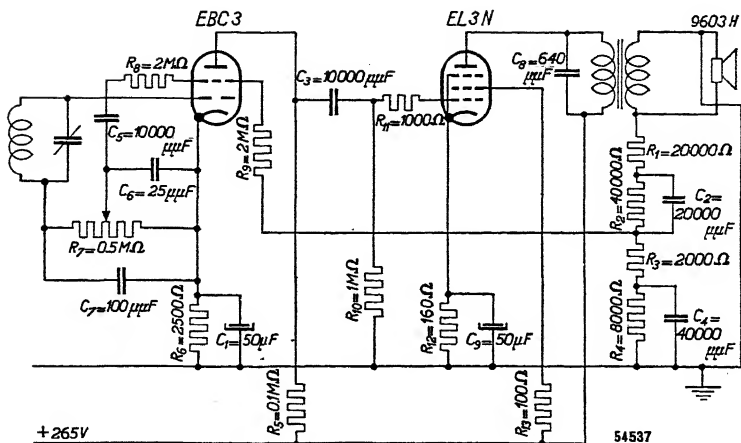 EBC3
EL3N
9603H
R8=2MΩ
C3=10000μμF
C8=640
μμF
C5=10000
μμF
R11=1000Ω
R9=2MΩ
R1=20000Ω
C6=25μμF
R2=40000Ω
C2=
20000
μμF
R7=0.5MΩ
R3=2000Ω
C7=100μμF
R6=2500Ω
C1=50μF
R10=1MΩ
R12=160Ω
C9=50μF
R4=8000Ω
C4=
40000
μμF
R5=0.1MΩ
R13=100Ω
+265V
54537